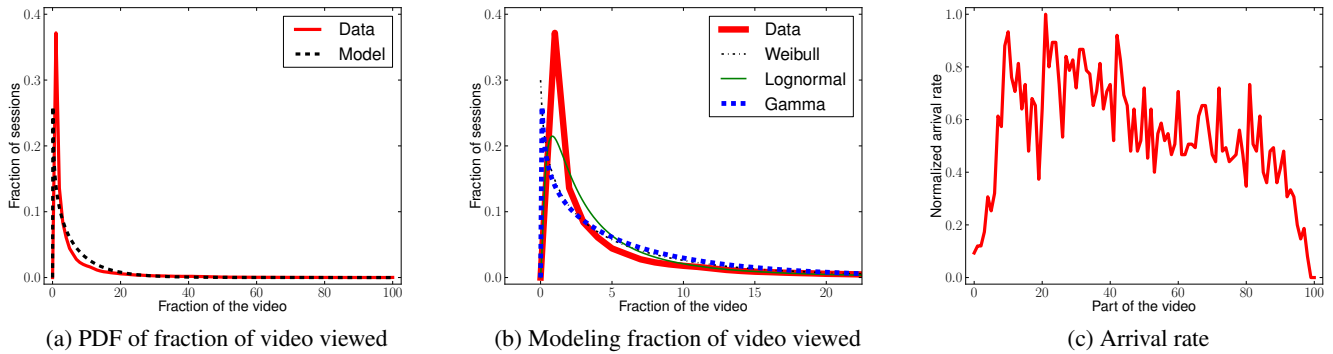 0.4
0.3
0.2
0.1
0.0
Fraction of sessions
0 20 40 60 80 100
Fraction of the video
Data
Model
(a) PDF of fraction of video viewed
0.4
0.3
0.2
0.1
0.0
Fraction of sessions
0 5 10 15 20
Fraction of the video
Data
Weibull
Lognormal
Gamma
(b) Modeling fraction of video viewed
1.0
0.8
0.6
0.4
0.2
0.0
Normalized arrival rate
0 20 40 60 80 100
Part of the video
(c) Arrival rate